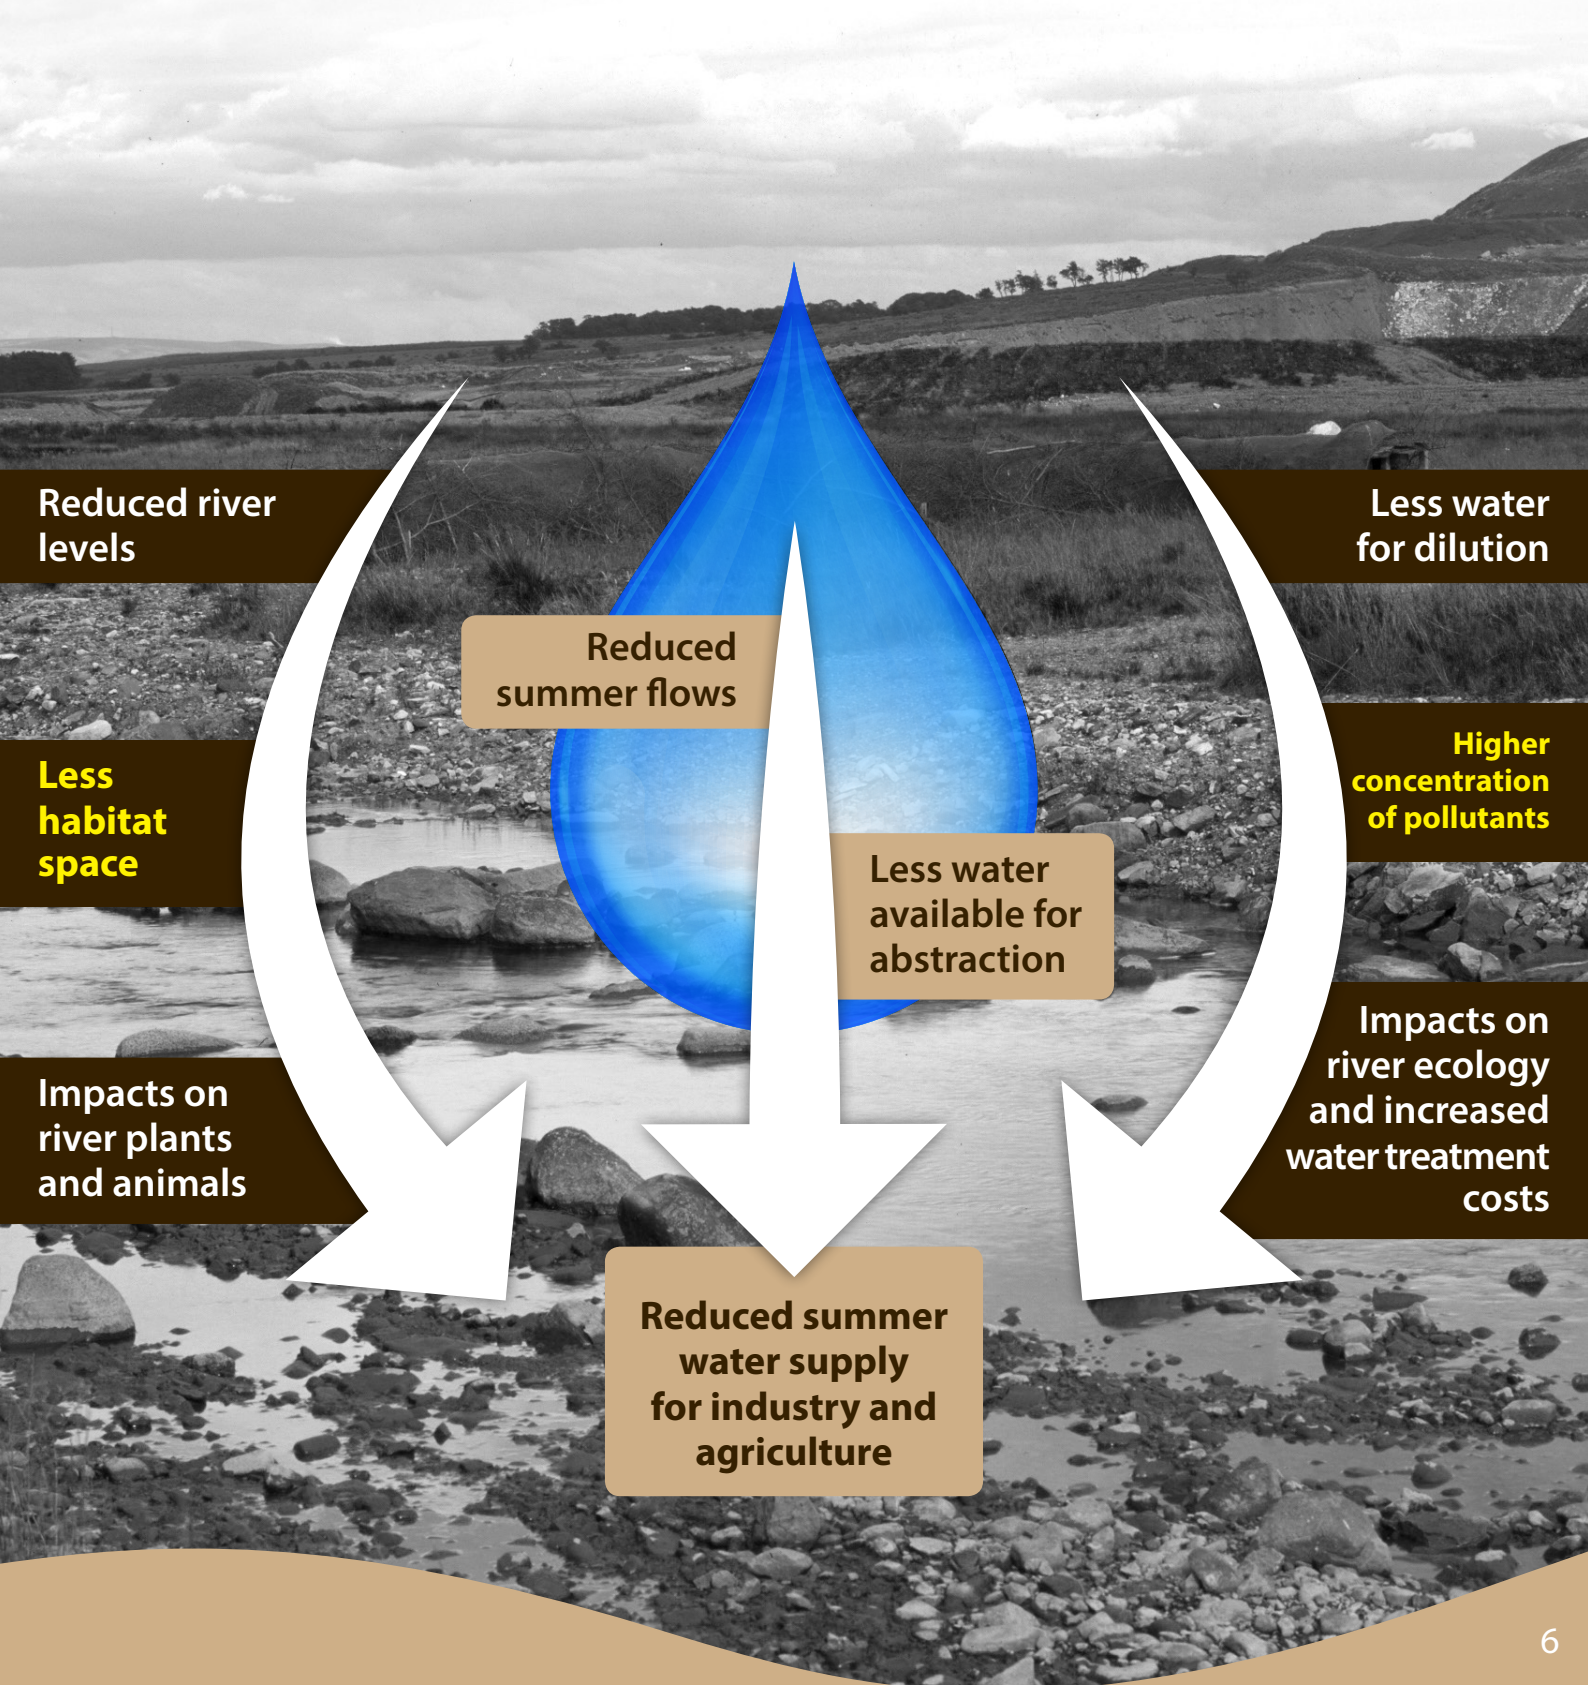 Reduced river
levels
Less
habitat
space
Impacts on
river plants
and animals
Reduced
summer flows
Less water
available for
abstraction
Reduced summer
water supply
for industry and
agriculture
Less water
for dilution
Higher
concentration
of pollutants
Impacts on
river ecology
and increased
water treatment
costs
6